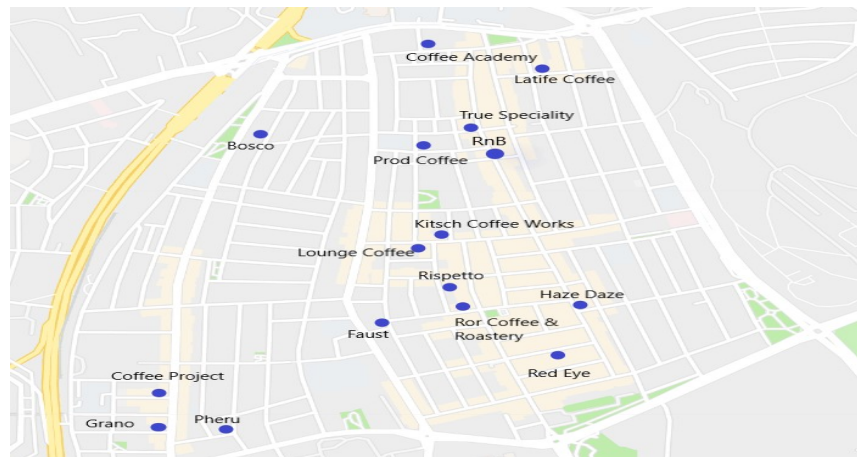 Coffee Academy
Latife Coffee
True Speciality
RnB
Bosco
Prod Coffee
Kitsch Coffee Works
Lounge Coffee
Rispetto
Haze Daze
Ror Coffee &
Roastery
Faust
Red Eye
Coffee Project
Pheru
Grano